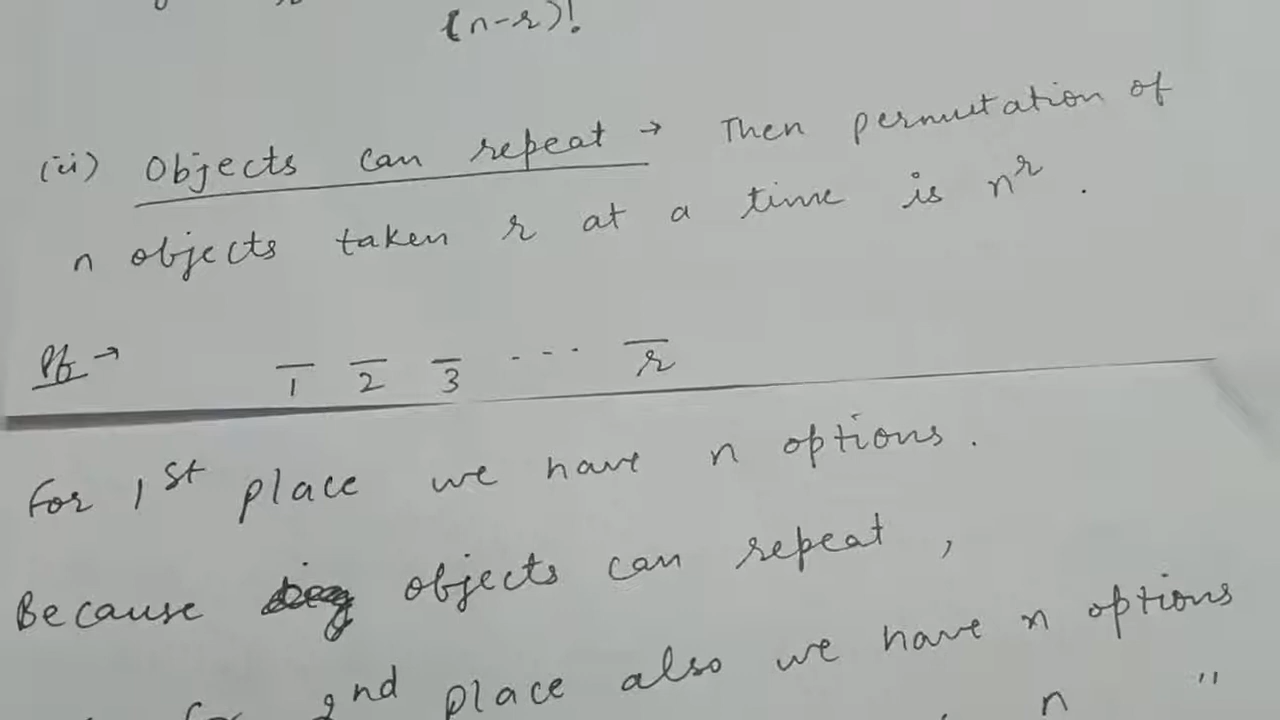 (n-r)!
(ii) Objects can repeat → Then permutation of
n objects taken r at a time is n^r .
Pf →
1 2 3 --- r
For 1st place we have n options .
Because objects can repeat ,
for 2nd place also we have n options
n "